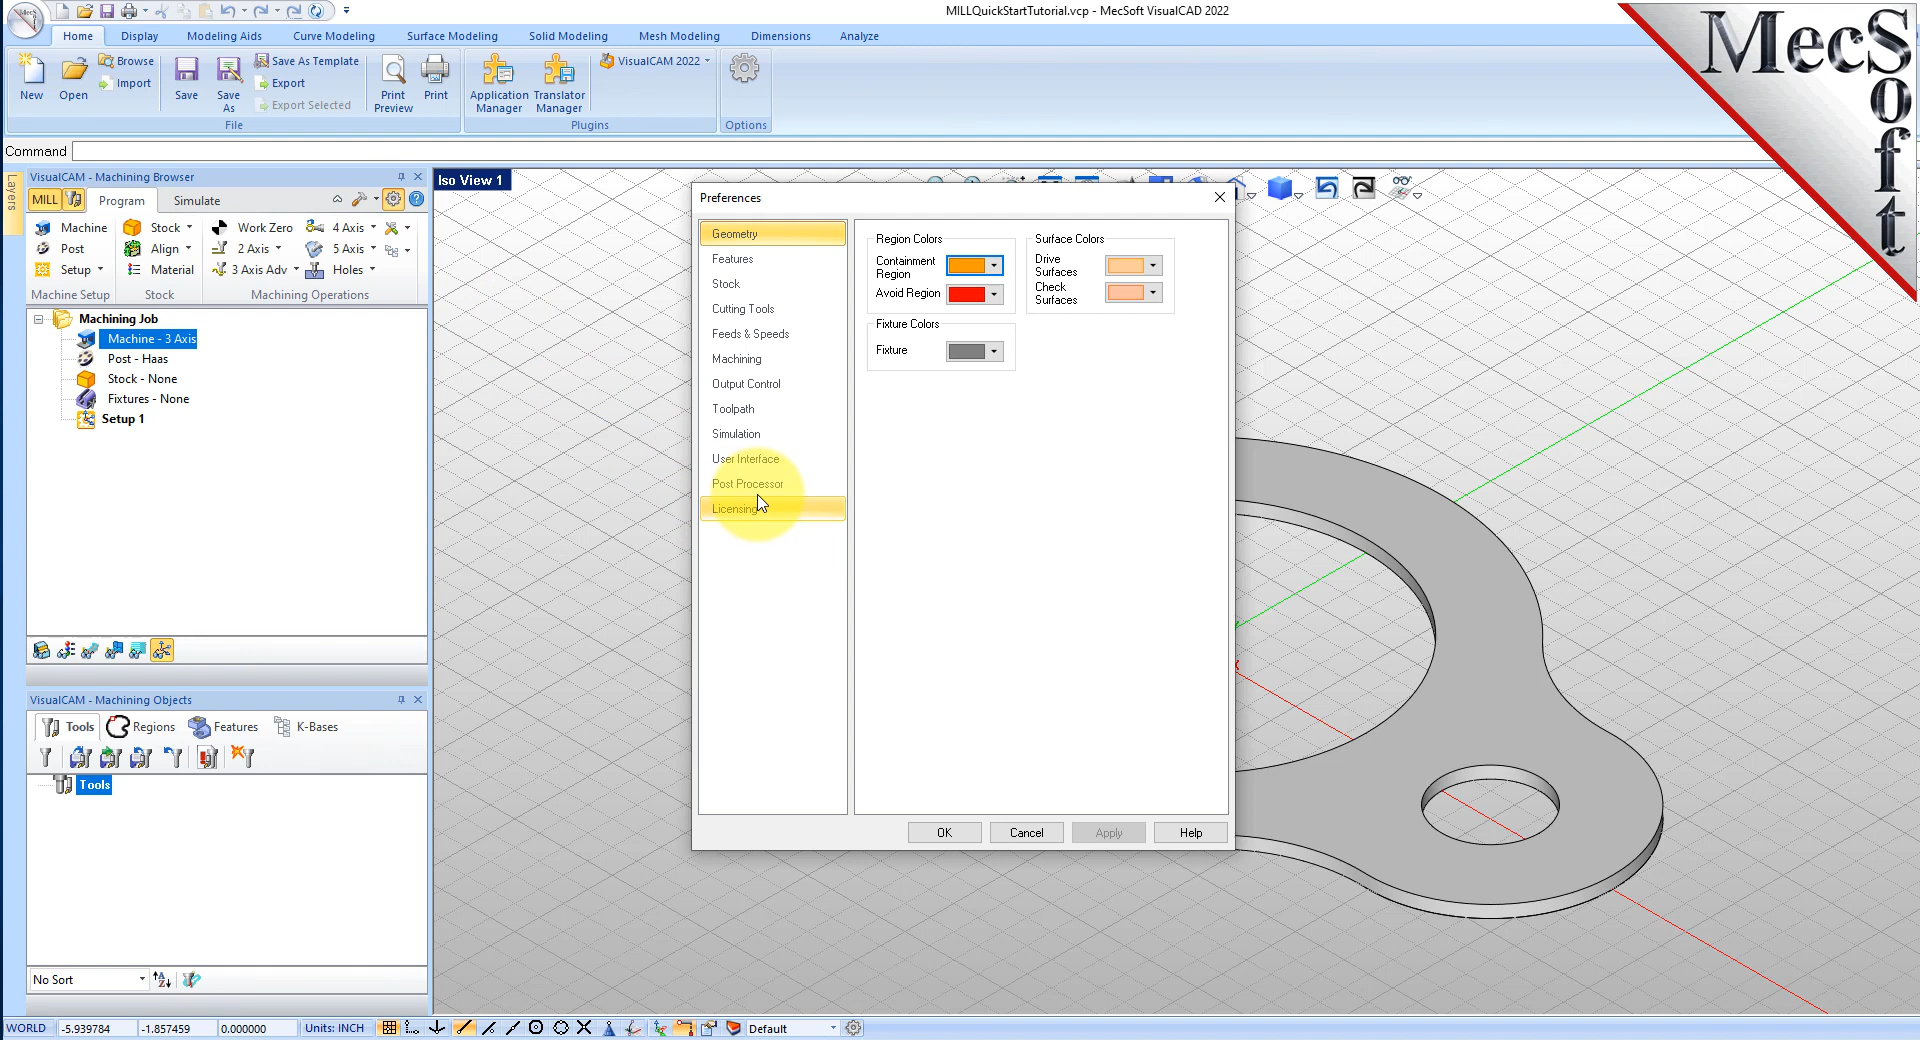 MecS
MILLQuickStartTutorial.vcp - MecSoft VisualCAD 2022
MecSoft
Home Display Modeling Aids Curve Modeling Surface Modeling Solid Modeling Mesh Modeling Dimensions Analyze
Browse Save As Template VisualCAM 2022
Import Export
New Open Save Save As Export Selected Print Preview Print Application Manager Translator Manager
File Plugins Options
Command
Layers
VisualCAM - Machining Browser
Iso View 1
MILL Program Simulate
Machine Stock Work Zero 4 Axis
Post Align 2 Axis 5 Axis
Setup Material 3 Axis Adv Holes
Machine Setup Stock Machining Operations
Machining Job
Machine - 3 Axis
Post - Haas
Stock - None
Fixtures - None
Setup 1
Preferences
Geometry
Features
Stock
Cutting Tools
Feeds & Speeds
Machining
Output Control
Toolpath
Simulation
User Interface
Post Processor
Licensing
Region Colors
Containment
Region
Avoid Region
Surface Colors
Drive
Surfaces
Check
Surfaces
Fixture Colors
Fixture
OK Cancel Apply Help
VisualCAM - Machining Objects
Tools Regions Features K-Bases
Tools
No Sort
WORLD -5.939784 -1.857459 0.000000 Units: INCH Default